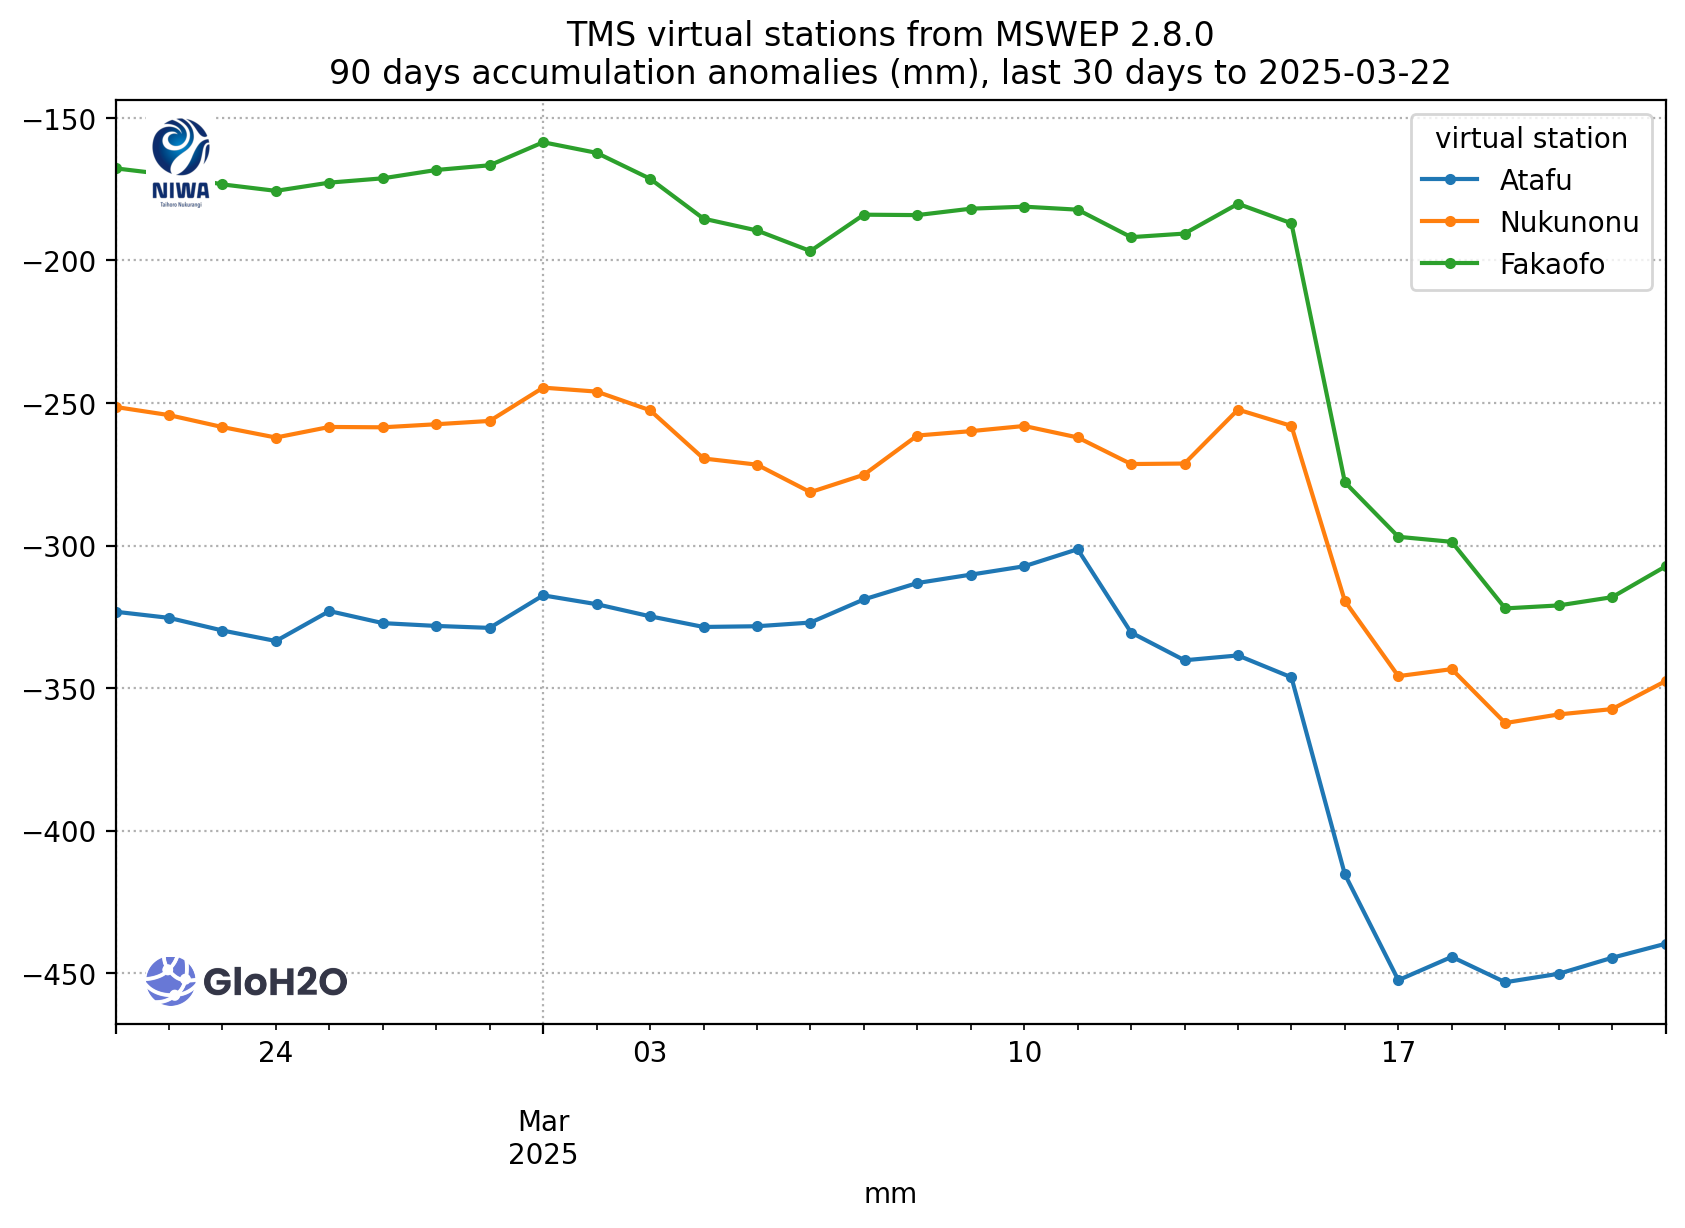 TMS virtual stations from MSWEP 2.8.0
90 days accumulation anomalies (mm), last 30 days to 2025-03-22
−150
−200
−250
−300
−350
−400
−450
NIWA
Taihoro Nukurangi
virtual station
Atafu
Nukunonu
Fakaofo
GloH2O
24
03
10
17
Mar
2025
mm